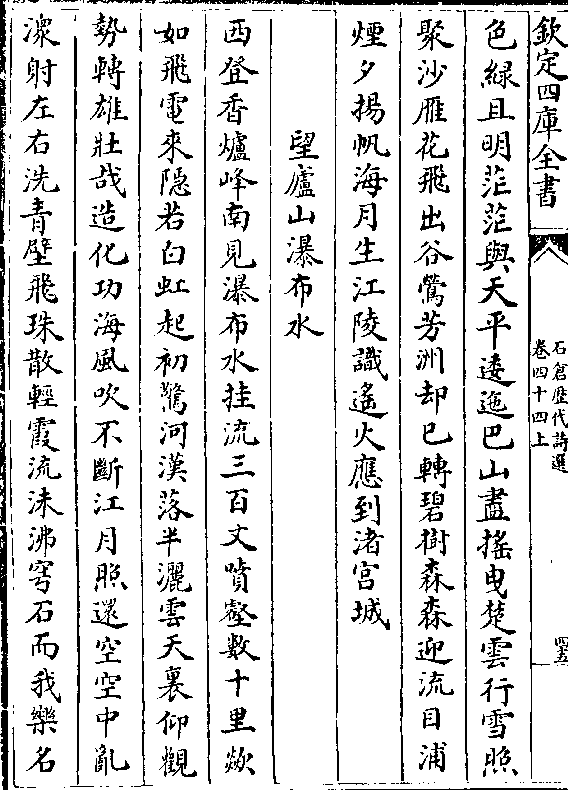 欽定四庫全書
石倉歴代詩選
卷四十四上
四五
色緑且明茫茫與天平逶迤巴山盡摇曳楚雲行雪照
聚沙雁花飛出谷鶯芳洲却已轉碧樹森森迎流目浦
煙夕揚帆海月生江陵識遙火應到渚宫城
望廬山瀑布水
西登香爐峰南見瀑布水挂流三百丈噴壑數十里歘
如飛電來隠若白虹起初驚河漢落半灑雲天裏仰觀
勢轉雄壯哉造化功海風吹不斷江月照還空空中亂
潨射左右洗青壁飛珠散輕霞流沫沸穹石而我樂名